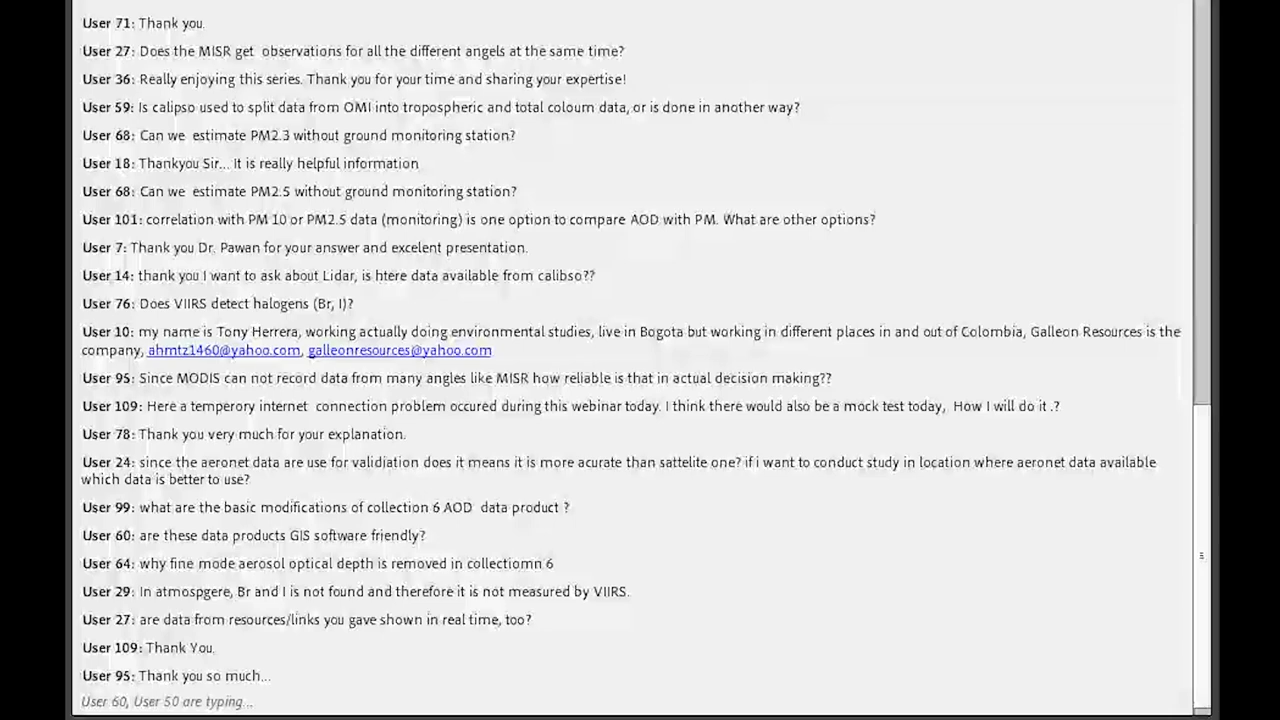 User 71: Thank you.
User 27: Does the MISR get observations for all the different angels at the same time?
User 36: Really enjoying this series. Thank you for your time and sharing your expertise!
User 59: Is calipso used to split data from OMI into tropospheric and total coloum data, or is done in another way?
User 68: Can we estimate PM2.3 without ground monitoring station?
User 18: Thankyou Sir... It is really helpful information
User 68: Can we estimate PM2.5 without ground monitoring station?
User 101: correlation with PM 10 or PM2.5 data (monitoring) is one option to compare AOD with PM. What are other options?
User 7: Thank you Dr. Pawan for your answer and excelent presentation.
User 14: thank you I want to ask about Lidar, is htere data available from calibso??
User 76: Does VIIRS detect halogens (Br, I)?
User 10: my name is Tony Herrera, working actually doing environmental studies, live in Bogota but working in different places in and out of Colombia, Galleon Resources is the
company, ahmtz1460@yahoo.com, galleonresources@yahoo.com
User 95: Since MODIS can not record data from many angles like MISR how reliable is that in actual decision making??
User 109: Here a temperory internet connection problem occured during this webinar today. I think there would also be a mock test today, How I will do it .?
User 78: Thank you very much for your explanation.
User 24: since the aeronet data are use for validiation does it means it is more acurate than sattelite one? if i want to conduct study in location where aeronet data available
which data is better to use?
User 99: what are the basic modifications of collection 6 AOD data product ?
User 60: are these data products GIS software friendly?
User 64: why fine mode aerosol optical depth is removed in collectiomn 6
User 29: In atmospgere, Br and I is not found and therefore it is not measured by VIIRS.
User 27: are data from resources/links you gave shown in real time, too?
User 109: Thank You.
User 95: Thank you so much...
User 60, User 50 are typing...